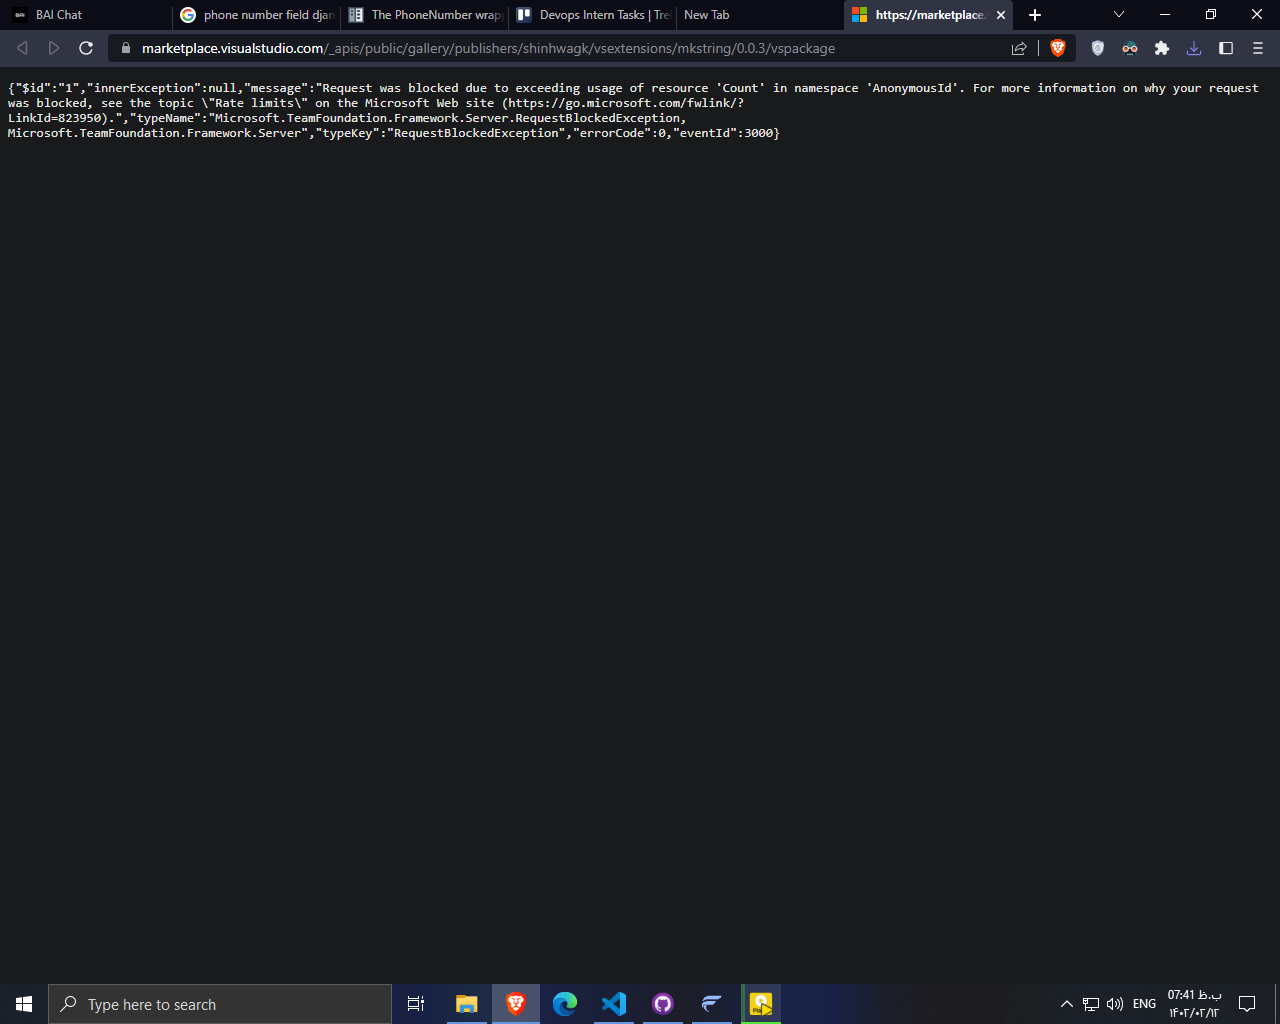 BAI Chat
phone number field djan
The PhoneNumber wrap
Devops Intern Tasks | Tre
New Tab
https://marketplace.
marketplace.visualstudio.com/_apis/public/gallery/publishers/shinhwagk/vsextensions/mkstring/0.0.3/vspackage
{"$id":"1","innerException":null,"message":"Request was blocked due to exceeding usage of resource 'Count' in namespace 'AnonymousId'. For more information on why your request
was blocked, see the topic \"Rate limits\" on the Microsoft Web site (https://go.microsoft.com/fwlink/?
LinkId=823950).","typeName":"Microsoft.TeamFoundation.Framework.Server.RequestBlockedException,
Microsoft.TeamFoundation.Framework.Server","typeKey":"RequestBlockedException","errorCode":0,"eventId":3000}
Type here to search
ENG
07:41 ب.ظ
۱۴۰۲/۰۲/۱۲